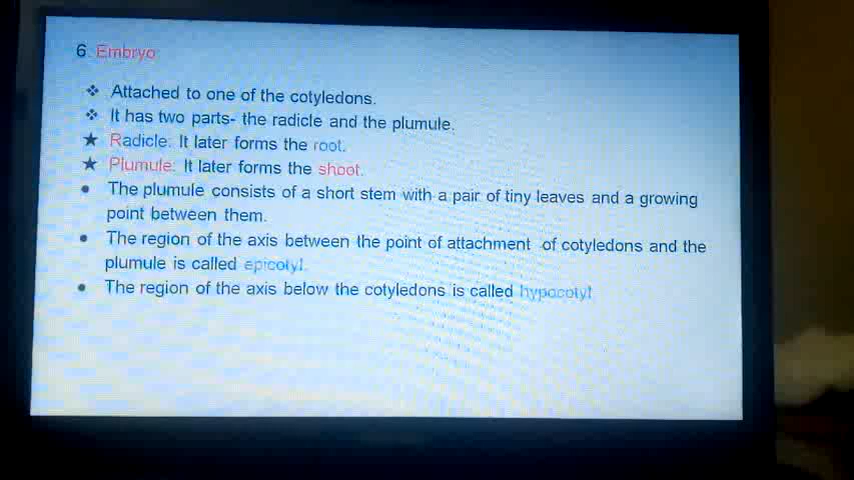 6. Embryo
❖ Attached to one of the cotyledons.
❖ It has two parts- the radicle and the plumule.
★ Radicle: It later forms the root.
★ Plumule: It later forms the shoot.
● The plumule consists of a short stem with a pair of tiny leaves and a growing
point between them.
● The region of the axis between the point of attachment of cotyledons and the
plumule is called epicotyl.
● The region of the axis below the cotyledons is called hypocotyl.